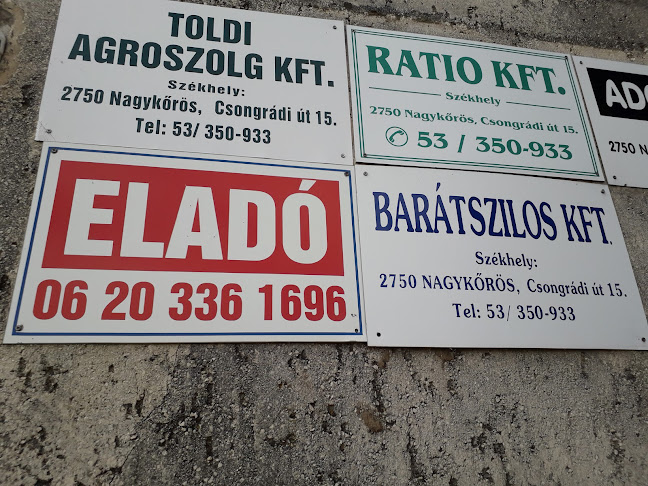 TOLDI
AGROSZOLG KFT.
Székhely:
2750 Nagykőrös, Csongrádi út 15.
Tel: 53/ 350-933
RATIO KFT.
Székhely
2750 Nagykőrös, Csongrádi út 15.
53 / 350-933
2750 N
ELADÓ
06 20 336 1696
BARÁTSZILOS KFT.
Székhely:
2750 NAGYKŐRÖS, Csongrádi út 15.
Tel: 53/ 350-933